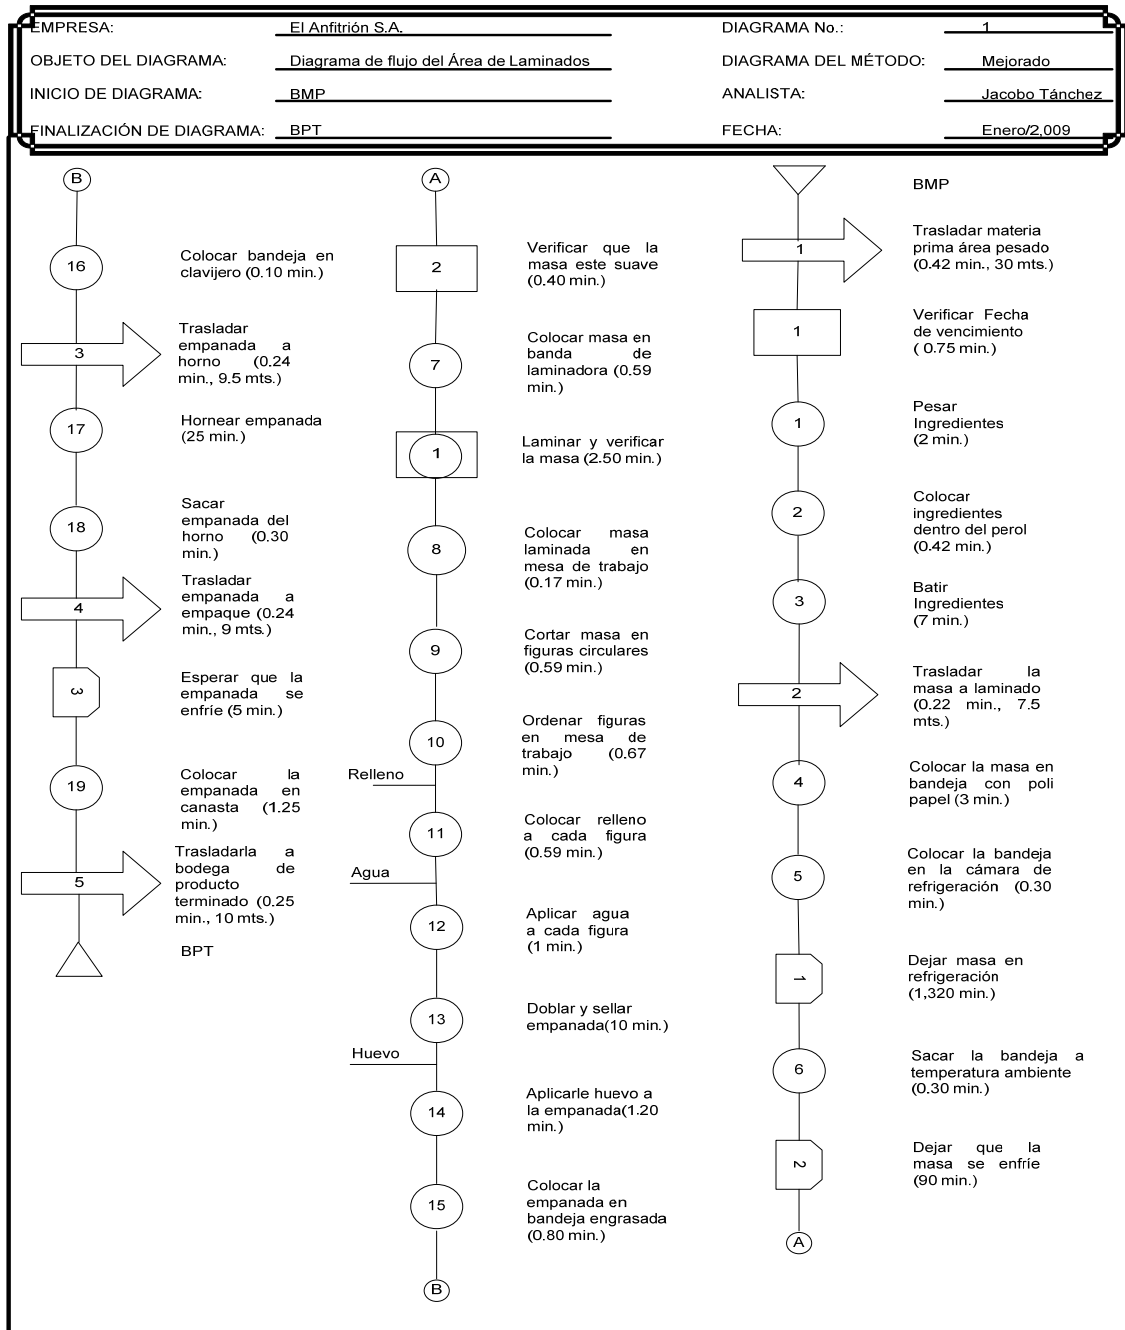 EMPRESA: El Anfitrión S.A. DIAGRAMA No.: 1
OBJETO DEL DIAGRAMA: Diagrama de flujo del Área de Laminados DIAGRAMA DEL MÉTODO: Mejorado
INICIO DE DIAGRAMA: BMP ANALISTA: Jacobo Tánchez
FINALIZACIÓN DE DIAGRAMA: BPT FECHA: Enero/2,009
B
16
Colocar bandeja en
clavijero (0.10 min.)
3
Trasladar
empanada a
horno (0.24
min., 9.5 mts.)
17
Hornear empanada
(25 min.)
18
Sacar
empanada del
horno (0.30
min.)
4
Trasladar
empanada a
empaque (0.24
min., 9 mts.)
3
Esperar que la
empanada se
enfríe (5 min.)
19
Colocar la
empanada en
canasta (1.25
min.)
5
Trasladarla a
bodega de
producto
terminado (0.25
min., 10 mts.)
BPT
A
2
Verificar que la
masa este suave
(0.40 min.)
7
Colocar masa en
banda de
laminadora (0.59
min.)
1
Laminar y verificar
la masa (2.50 min.)
8
Colocar masa
laminada en
mesa de trabajo
(0.17 min.)
9
Cortar masa en
figuras circulares
(0.59 min.)
10
Ordenar figuras
en mesa de
trabajo (0.67
min.)
Relleno
11
Colocar relleno
a cada figura
(0.59 min.)
Agua
12
Aplicar agua
a cada figura
(1 min.)
13
Doblar y sellar
empanada(10 min.)
Huevo
14
Aplicarle huevo a
la empanada(1.20
min.)
15
Colocar la
empanada en
bandeja engrasada
(0.80 min.)
B
BMP
1
Trasladar materia
prima área pesado
(0.42 min., 30 mts.)
1
Verificar Fecha
de vencimiento
( 0.75 min.)
1
Pesar
Ingredientes
(2 min.)
2
Colocar
ingredientes
dentro del perol
(0.42 min.)
3
Batir
Ingredientes
(7 min.)
2
Trasladar la
masa a laminado
(0.22 min., 7.5
mts.)
4
Colocar la masa en
bandeja con poli
papel (3 min.)
5
Colocar la bandeja
en la cámara de
refrigeración (0.30
min.)
1
Dejar masa en
refrigeración
(1,320 min.)
6
Sacar la bandeja a
temperatura ambiente
(0.30 min.)
2
Dejar que la
masa se enfríe
(90 min.)
A